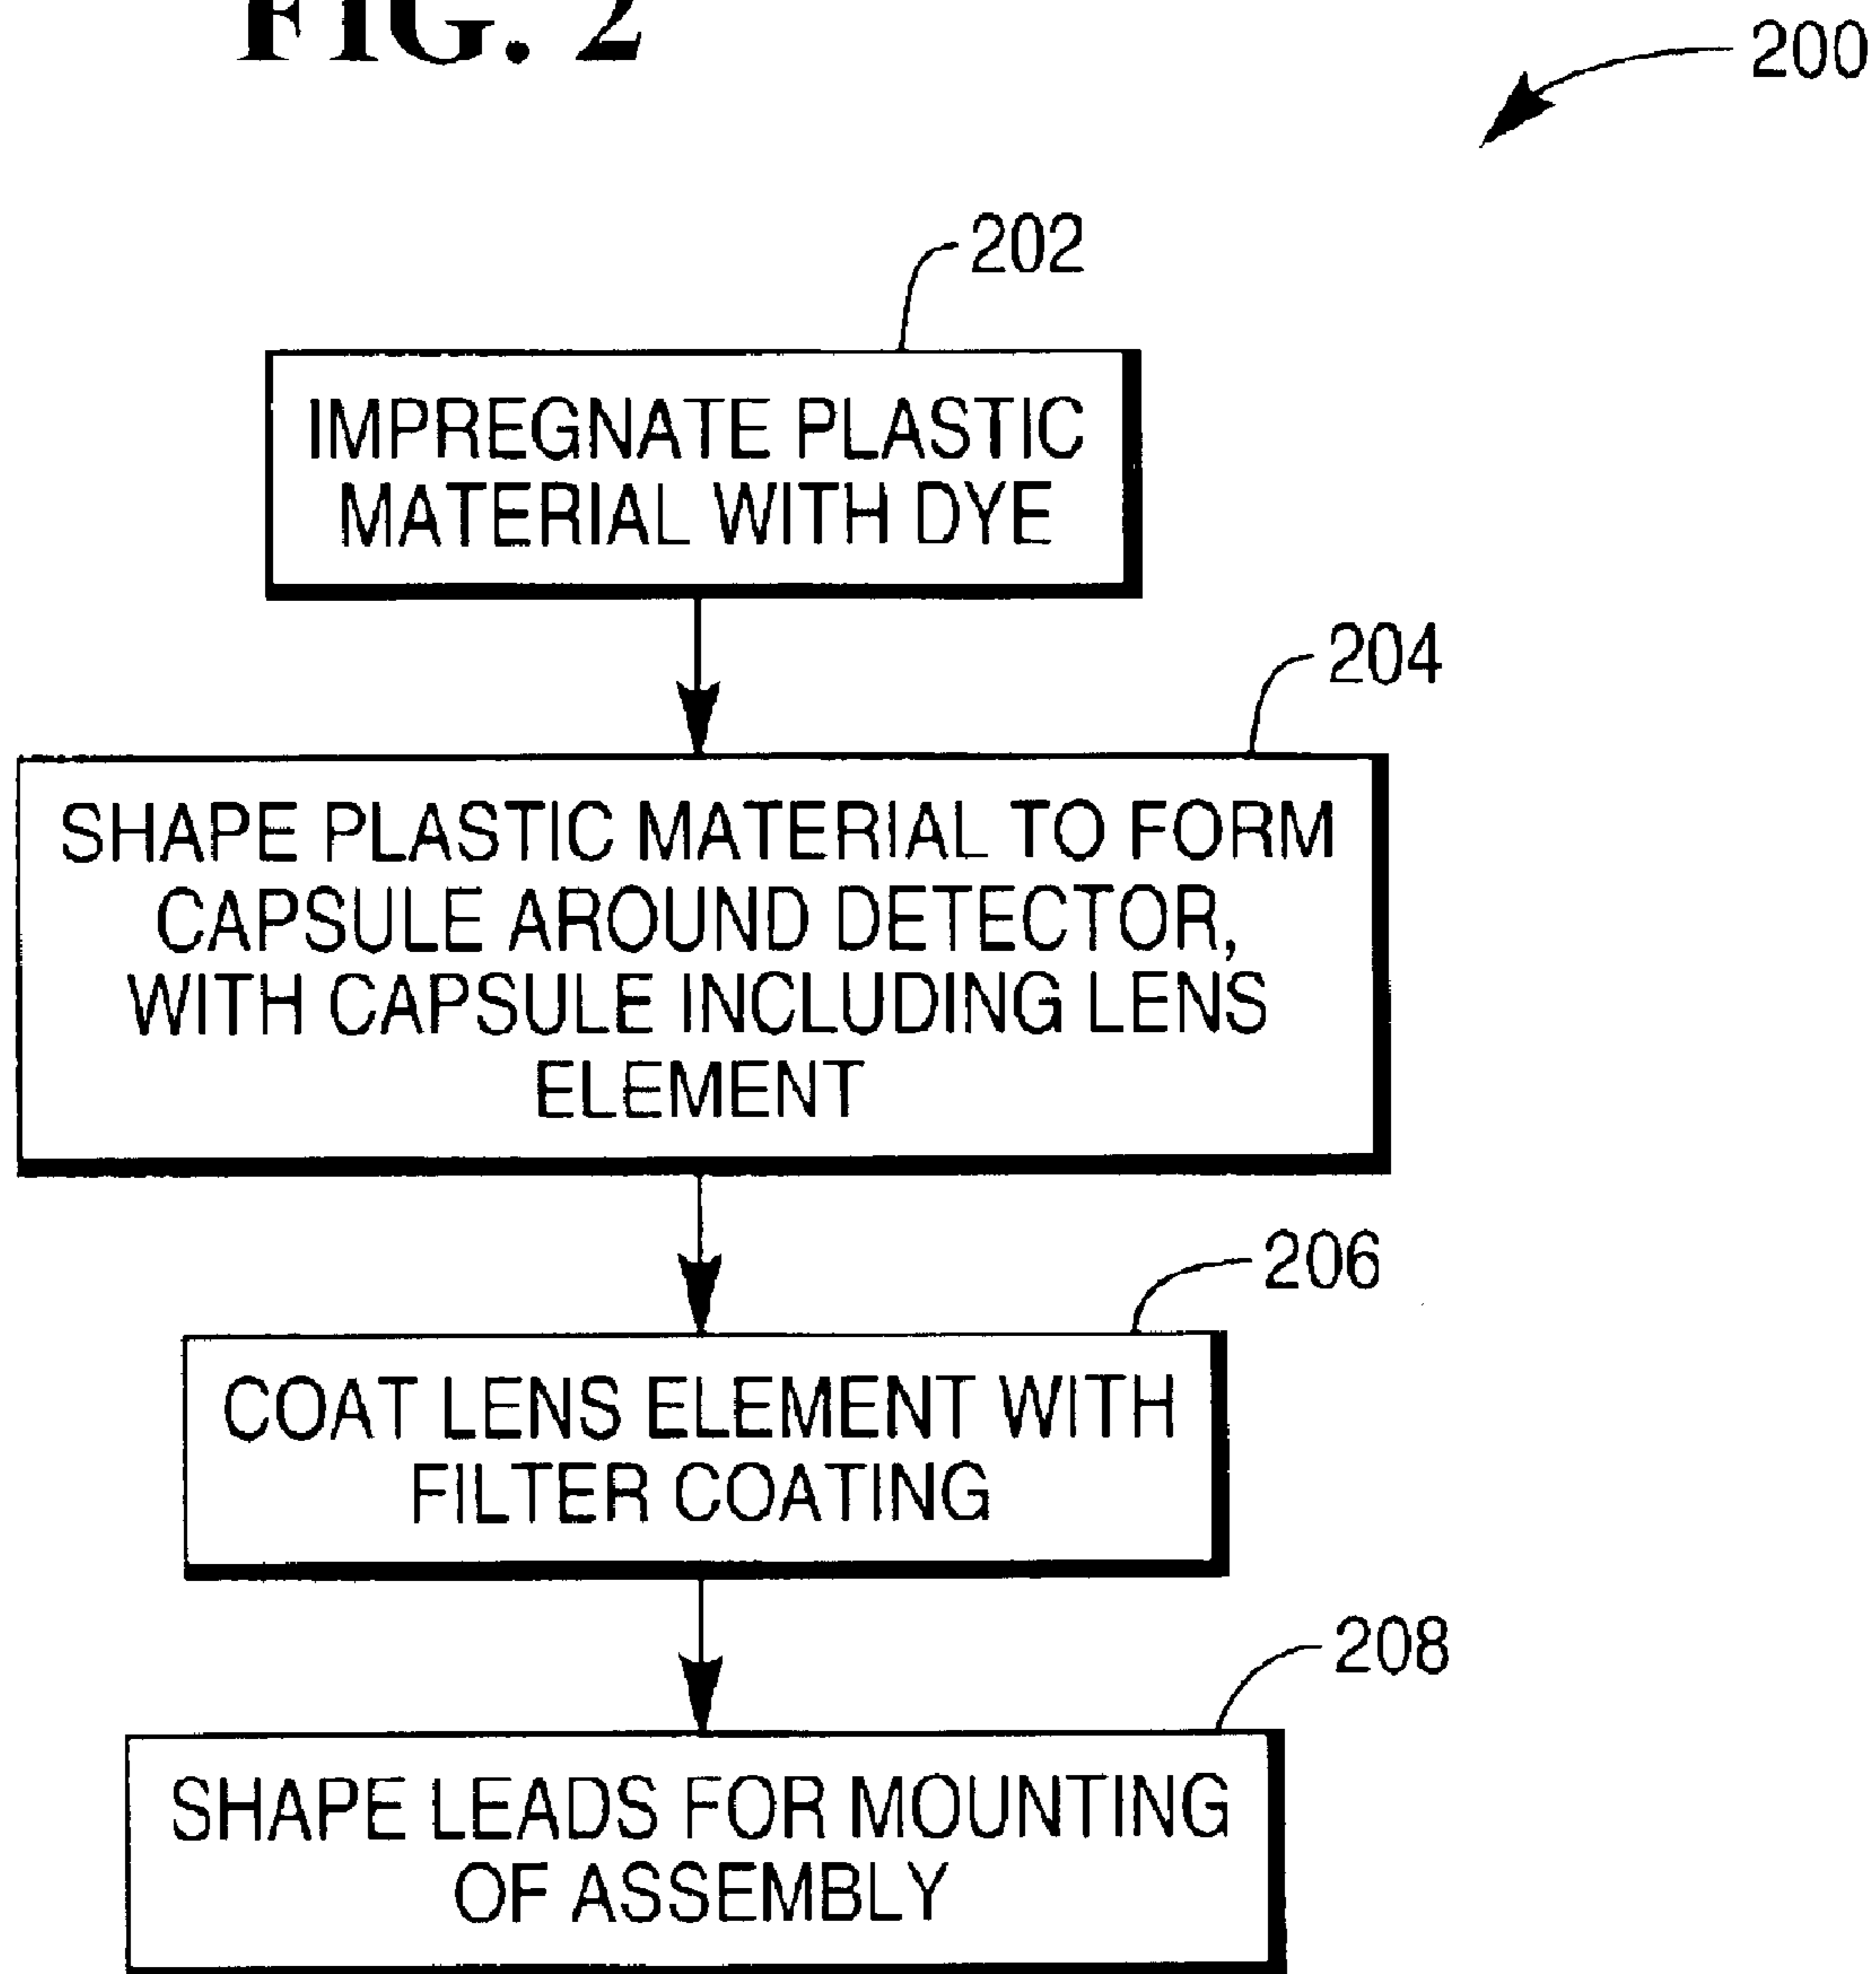 FIG. 2
200
202
IMPREGNATE PLASTIC
MATERIAL WITH DYE
204
SHAPE PLASTIC MATERIAL TO FORM
CAPSULE AROUND DETECTOR,
WITH CAPSULE INCLUDING LENS
ELEMENT
206
COAT LENS ELEMENT WITH
FILTER COATING
208
SHAPE LEADS FOR MOUNTING
OF ASSEMBLY